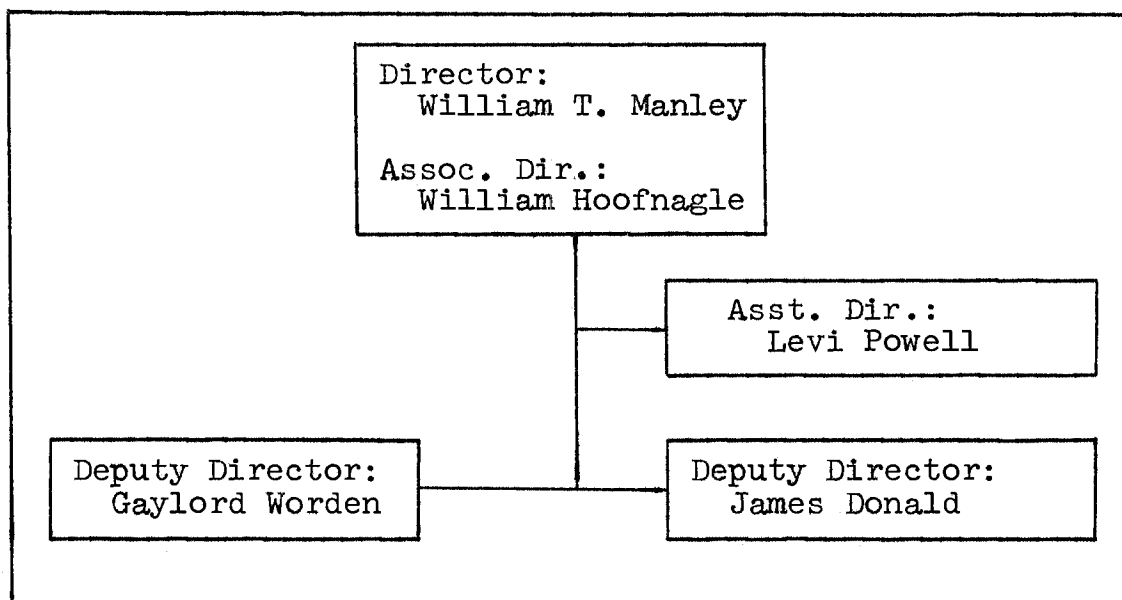 Director:
William T. Manley
Assoc. Dir.:
William Hoofnagle
Asst. Dir.:
Levi Powell
Deputy Director:
Gaylord Worden
Deputy Director:
James Donald